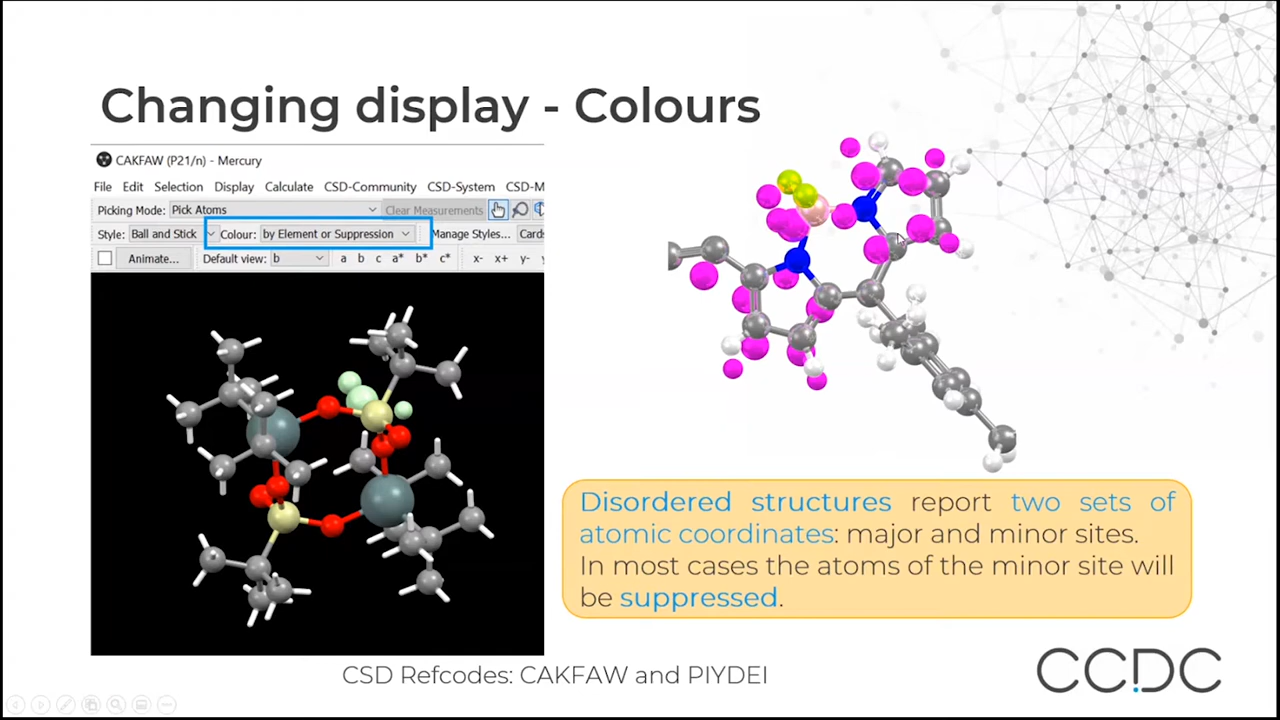 Changing display - Colours
CAKFAW (P21/n) - Mercury
File Edit Selection Display Calculate CSD-Community CSD-System CSD-M
Picking Mode: Pick Atoms Clear Measurements
Style: Ball and Stick Colour: by Element or Suppression Manage Styles... Cards
Animate... Default view: b a b c a* b* c* x- x+ y- y
Disordered structures report two sets of
atomic coordinates: major and minor sites.
In most cases the atoms of the minor site will
be suppressed.
CSD Refcodes: CAKFAW and PIYDEI
CCDC